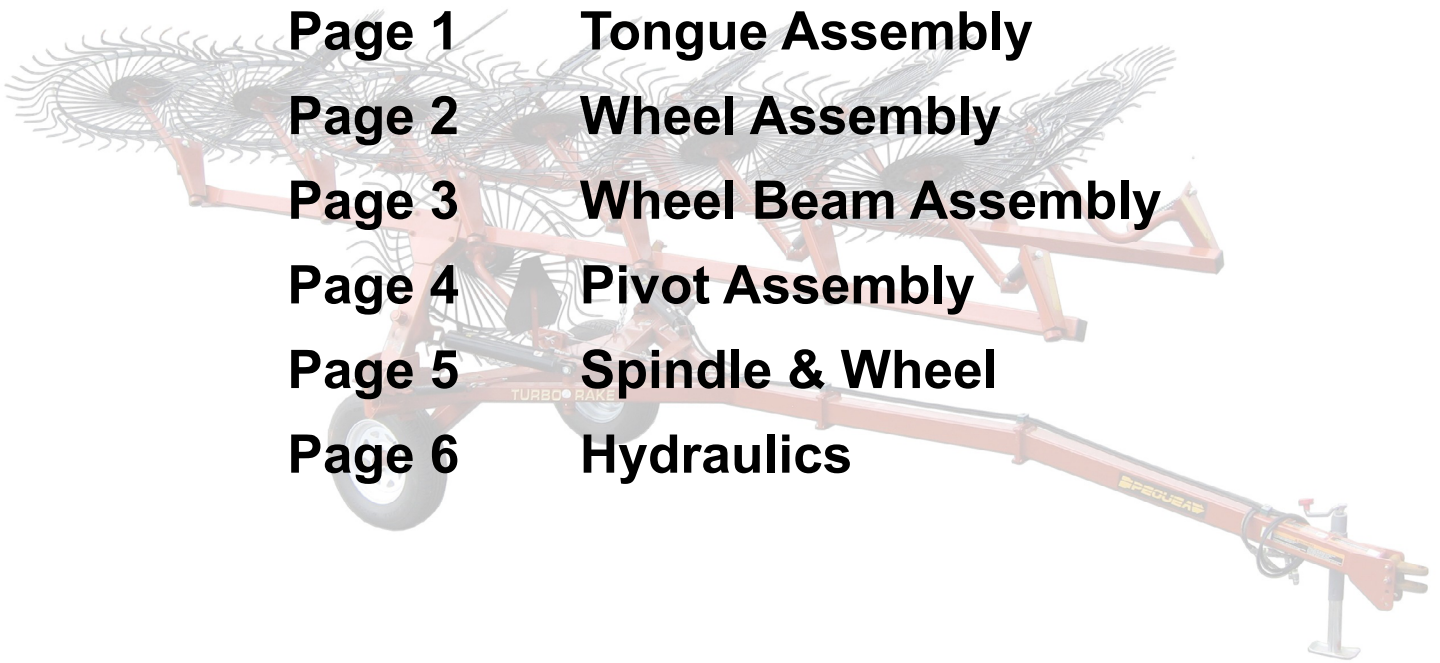 Page 1 Tongue Assembly
Page 2 Wheel Assembly
Page 3 Wheel Beam Assembly
Page 4 Pivot Assembly
Page 5 Spindle & Wheel
Page 6 Hydraulics
TURBO RAKE